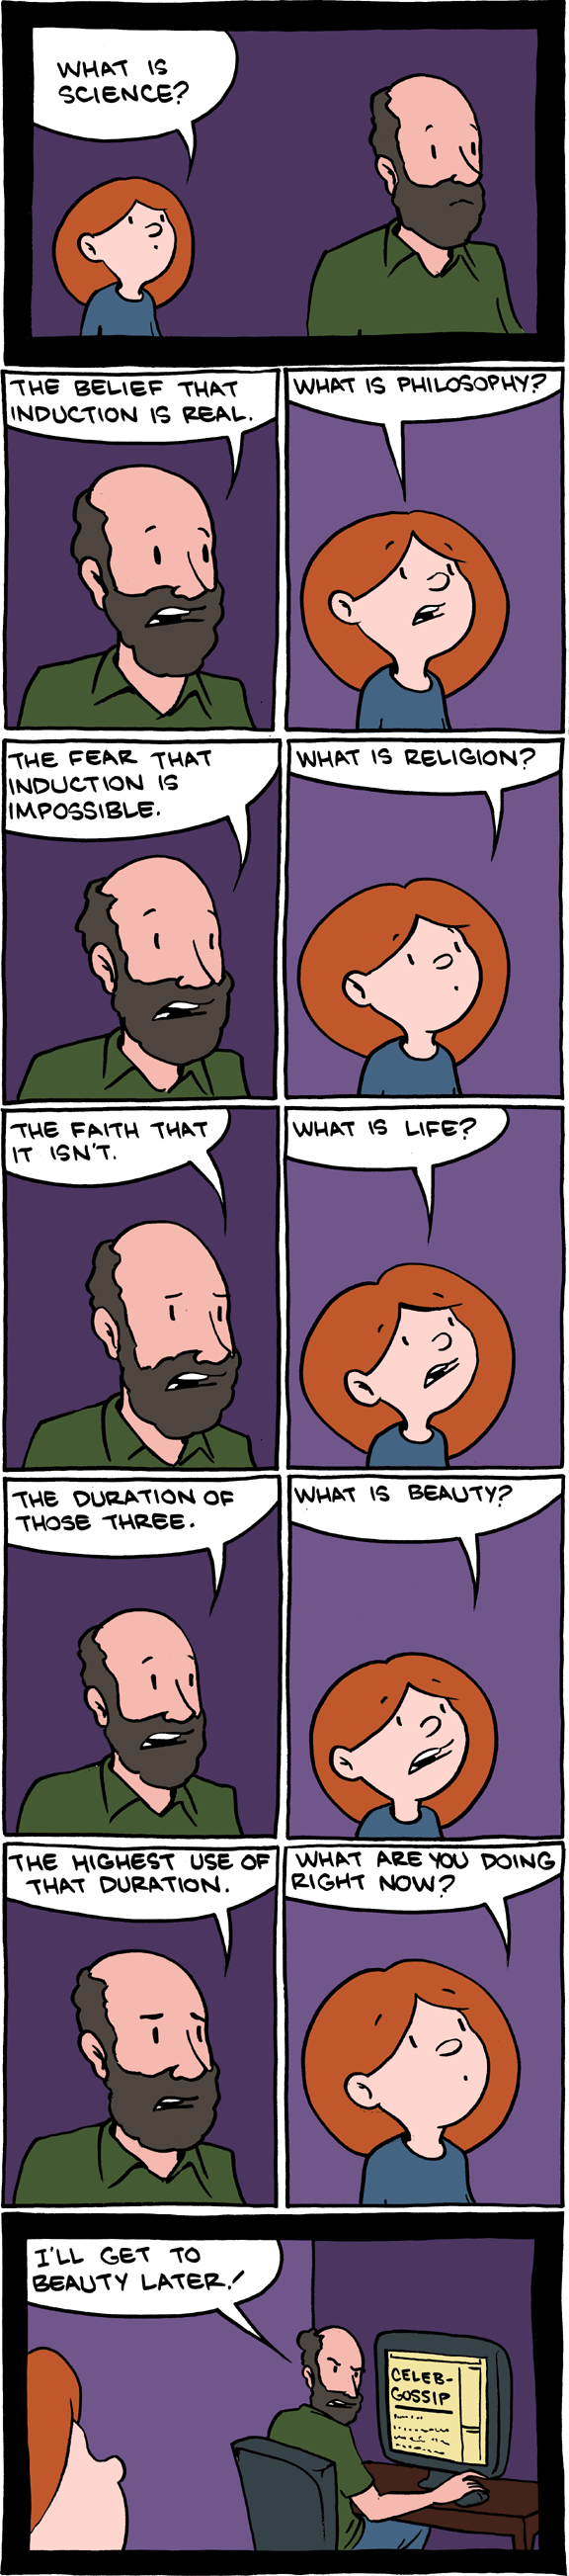 WHAT IS
SCIENCE?
THE BELIEF THAT
INDUCTION IS REAL.
WHAT IS PHILOSOPHY?
THE FEAR THAT
INDUCTION IS
IMPOSSIBLE.
WHAT IS RELIGION?
THE FAITH THAT
IT ISN'T.
WHAT IS LIFE?
THE DURATION OF
THOSE THREE.
WHAT IS BEAUTY?
THE HIGHEST USE OF
THAT DURATION.
WHAT ARE YOU DOING
RIGHT NOW?
I'LL GET TO
BEAUTY LATER!
CELEB-
GOSSIP